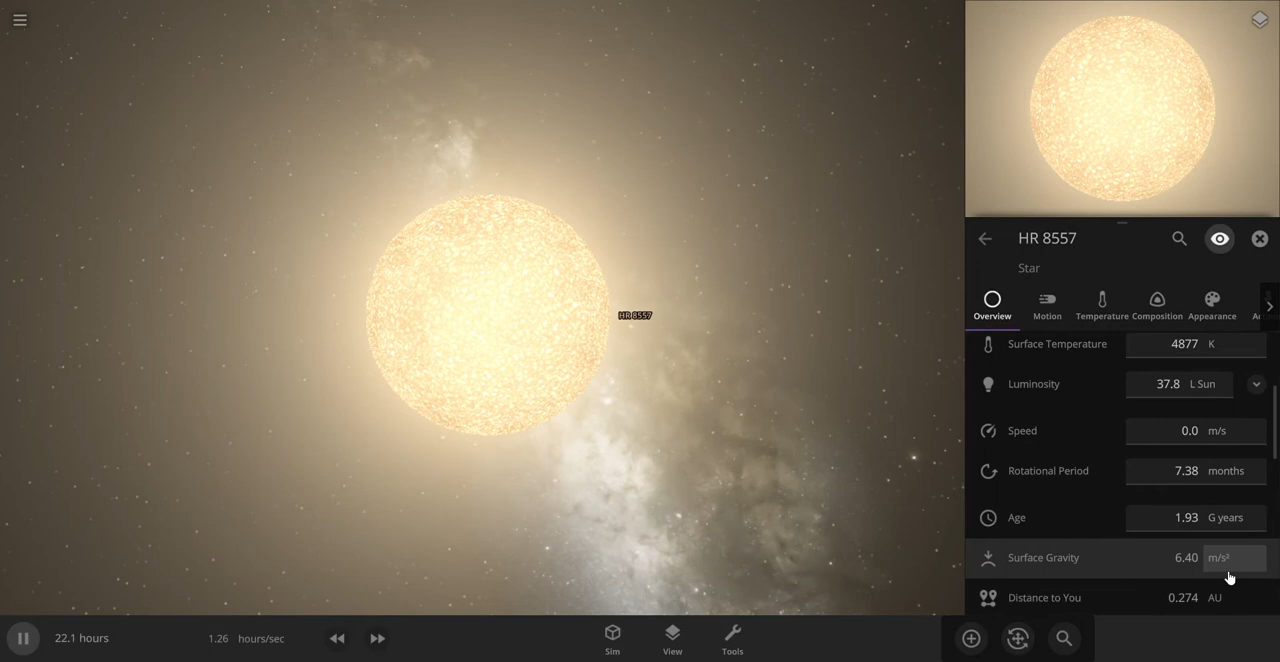 HR 8557
HR 8557
Star
Overview Motion Temperature Composition Appearance
Surface Temperature 4877 K
Luminosity 37.8 L Sun
Speed 0.0 m/s
Rotational Period 7.38 months
Age 1.93 G years
Surface Gravity 6.40 m/s²
Distance to You 0.274 AU
22.1 hours 1.26 hours/sec Sim View Tools